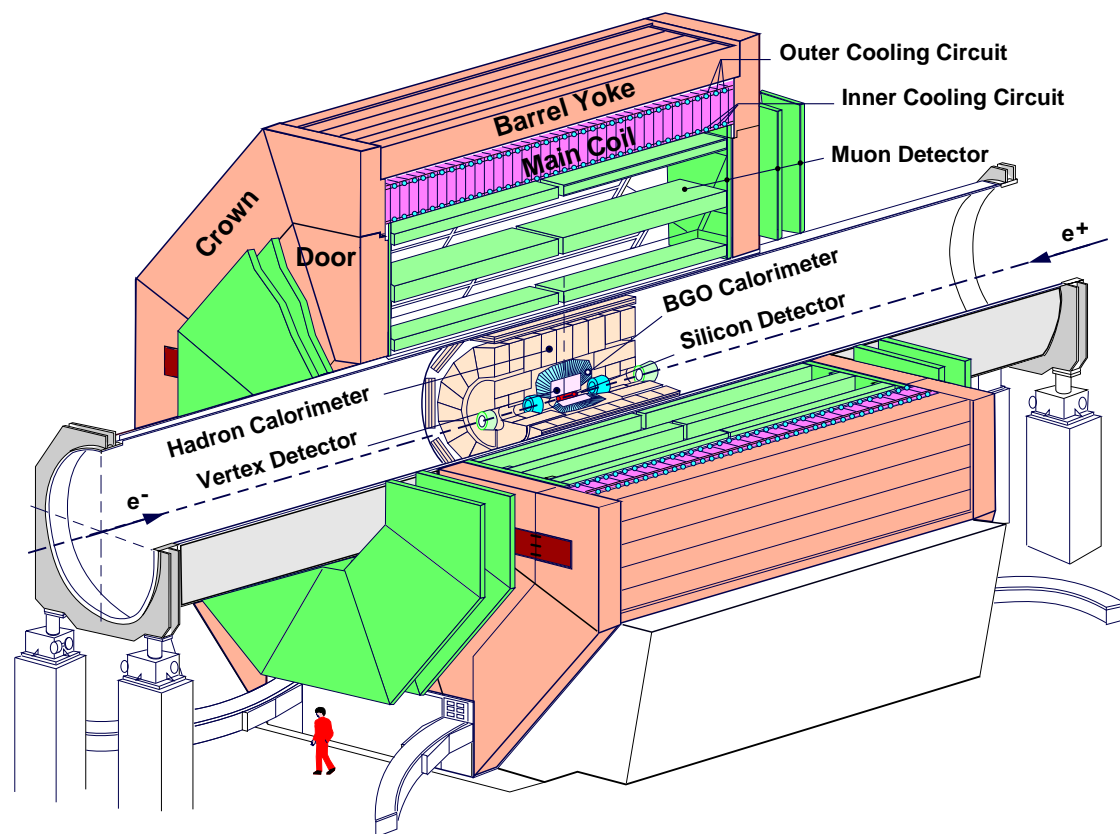 Outer Cooling Circuit
Inner Cooling Circuit
Barrel Yoke
Main Coil
Muon Detector
Crown
Door
e+
BGO Calorimeter
Silicon Detector
Hadron Calorimeter
Vertex Detector
e-